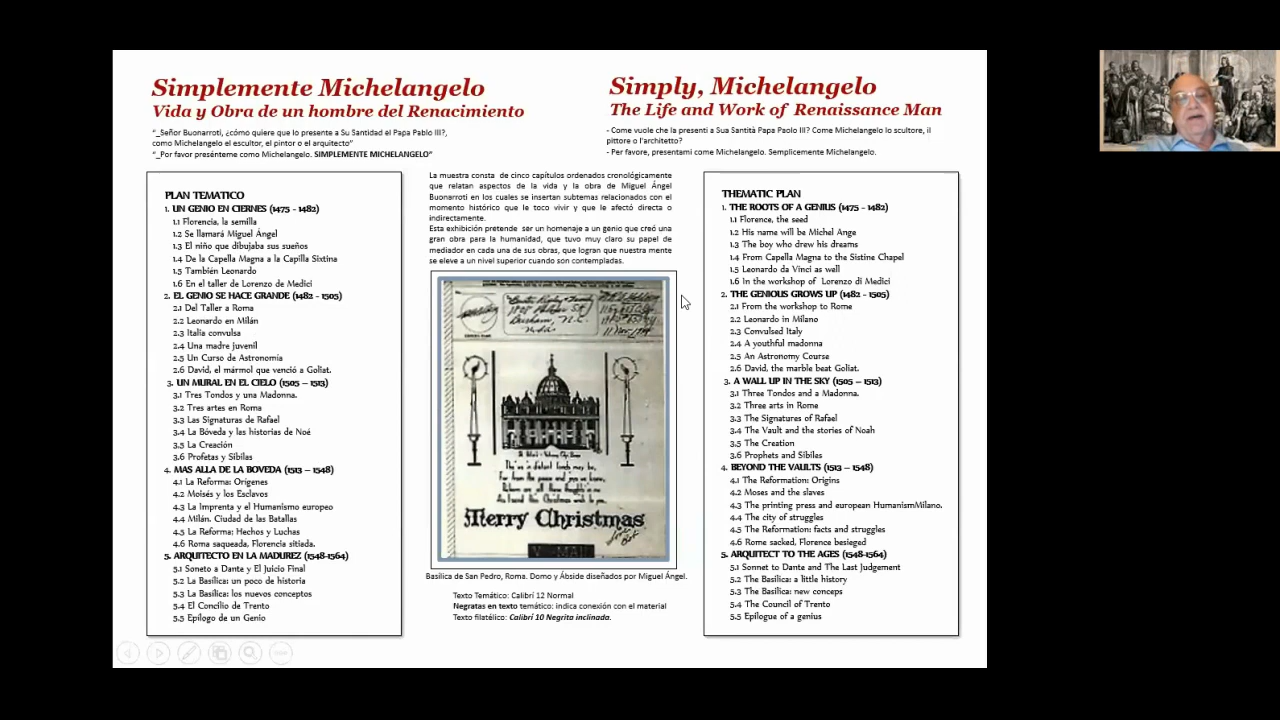 Simplemente Michelangelo
Vida y Obra de un hombre del Renacimiento
"_Señor Buonarroti, ¿cómo quiere que lo presente a Su Santidad el Papa Pablo III?,
como Michelangelo el escultor, el pintor o el arquitecto"
"_Por favor presénteme como Michelangelo. SIMPLEMENTE MICHELANGELO"
Simply, Michelangelo
The Life and Work of Renaissance Man
- Come vuole che la presenti a Sua Santità Papa Paolo III? Come Michelangelo lo scultore, il
pittore o l'architetto?
- Per favore, presentami come Michelangelo. Semplicemente Michelangelo.
PLAN TEMATICO
1. UN GENIO EN CIERNES (1475 - 1482)
1.1 Florencia, la semilla
1.2 Se llamará Miguel Ángel
1.3 El niño que dibujaba sus sueños
1.4 De la Capella Magna a la Capilla Sixtina
1.5 También Leonardo
1.6 En el taller de Lorenzo de Medici
2. EL GENIO SE HACE GRANDE (1482 - 1505)
2.1 Del Taller a Roma
2.2 Leonardo en Milán
2.3 Italia convulsa
2.4 Una madre juvenil
2.5 Un Curso de Astronomía
2.6 David, el mármol que venció a Goliat.
3. UN MURAL EN EL CIELO (1505 – 1513)
3.1 Tres Tondos y una Madonna.
3.2 Tres artes en Roma
3.3 Las Signaturas de Rafael
3.4 La Bóveda y las historias de Noé
3.5 La Creación
3.6 Profetas y Sibilas
4. MAS ALLA DE LA BOVEDA (1513 – 1548)
4.1 La Reforma: Orígenes
4.2 Moisés y los Esclavos
4.3 La Imprenta y el Humanismo europeo
4.4 Milán. Ciudad de las Batallas
4.5 La Reforma: Hechos y Luchas
4.6 Roma saqueada, Florencia sitiada.
5. ARQUITECTO EN LA MADUREZ (1548-1564)
5.1 Soneto a Dante y El Juicio Final
5.2 La Basílica: un poco de historia
5.3 La Basílica: los nuevos conceptos
5.4 El Concilio de Trento
5.5 Epílogo de un Genio
La muestra consta de cinco capítulos ordenados cronológicamente
que relatan aspectos de la vida y la obra de Miguel Ángel
Buonarroti en los cuales se insertan subtemas relacionados con el
momento histórico que le toco vivir y que le afectó directa o
indirectamente.
Esta exhibición pretende ser un homenaje a un genio que creó una
gran obra para la humanidad, que tuvo muy claro su papel de
mediador en cada una de sus obras, que logran que nuestra mente
se eleve a un nivel superior cuando son contempladas.
Merry Christmas
Basílica de San Pedro, Roma. Domo y Ábside diseñados por Miguel Ángel.
Texto Temático: Calibrí 12 Normal
Negratas en texto temático: indica conexión con el material
Texto filatélico: Calibrí 10 Negrita inclinada.
THEMATIC PLAN
1. THE ROOTS OF A GENIUS (1475 - 1482)
1.1 Florence, the seed
1.2 His name will be Michel Ange
1.3 The boy who drew his dreams
1.4 From Capella Magna to the Sistine Chapel
1.5 Leonardo da Vinci as well
1.6 In the workshop of Lorenzo di Medici
2. THE GENIOUS GROWS UP (1482 - 1505)
2.1 From the workshop to Rome
2.2 Leonardo in Milano
2.3 Convulsed Italy
2.4 A youthful madonna
2.5 An Astronomy Course
2.6 David, the marble beat Goliat.
3. A WALL UP IN THE SKY (1505 – 1513)
3.1 Three Tondos and a Madonna.
3.2 Three arts in Rome
3.3 The Signatures of Rafael
3.4 The Vault and the stories of Noah
3.5 The Creation
3.6 Prophets and Sibiles
4. BEYOND THE VAULTS (1513 – 1548)
4.1 The Reformation: Origins
4.2 Moses and the slaves
4.3 The printing press and european HumanismMilano.
4.4 The city of struggles
4.5 The Reformation: facts and struggles
4.6 Rome sacked, Florence besieged
5. ARQUITECT TO THE AGES (1548-1564)
5.1 Sonnet to Dante and The Last Judgement
5.2 The Basilica: a little history
5.3 The Basilica: new conceps
5.4 The Council of Trento
5.5 Epilogue of a genius